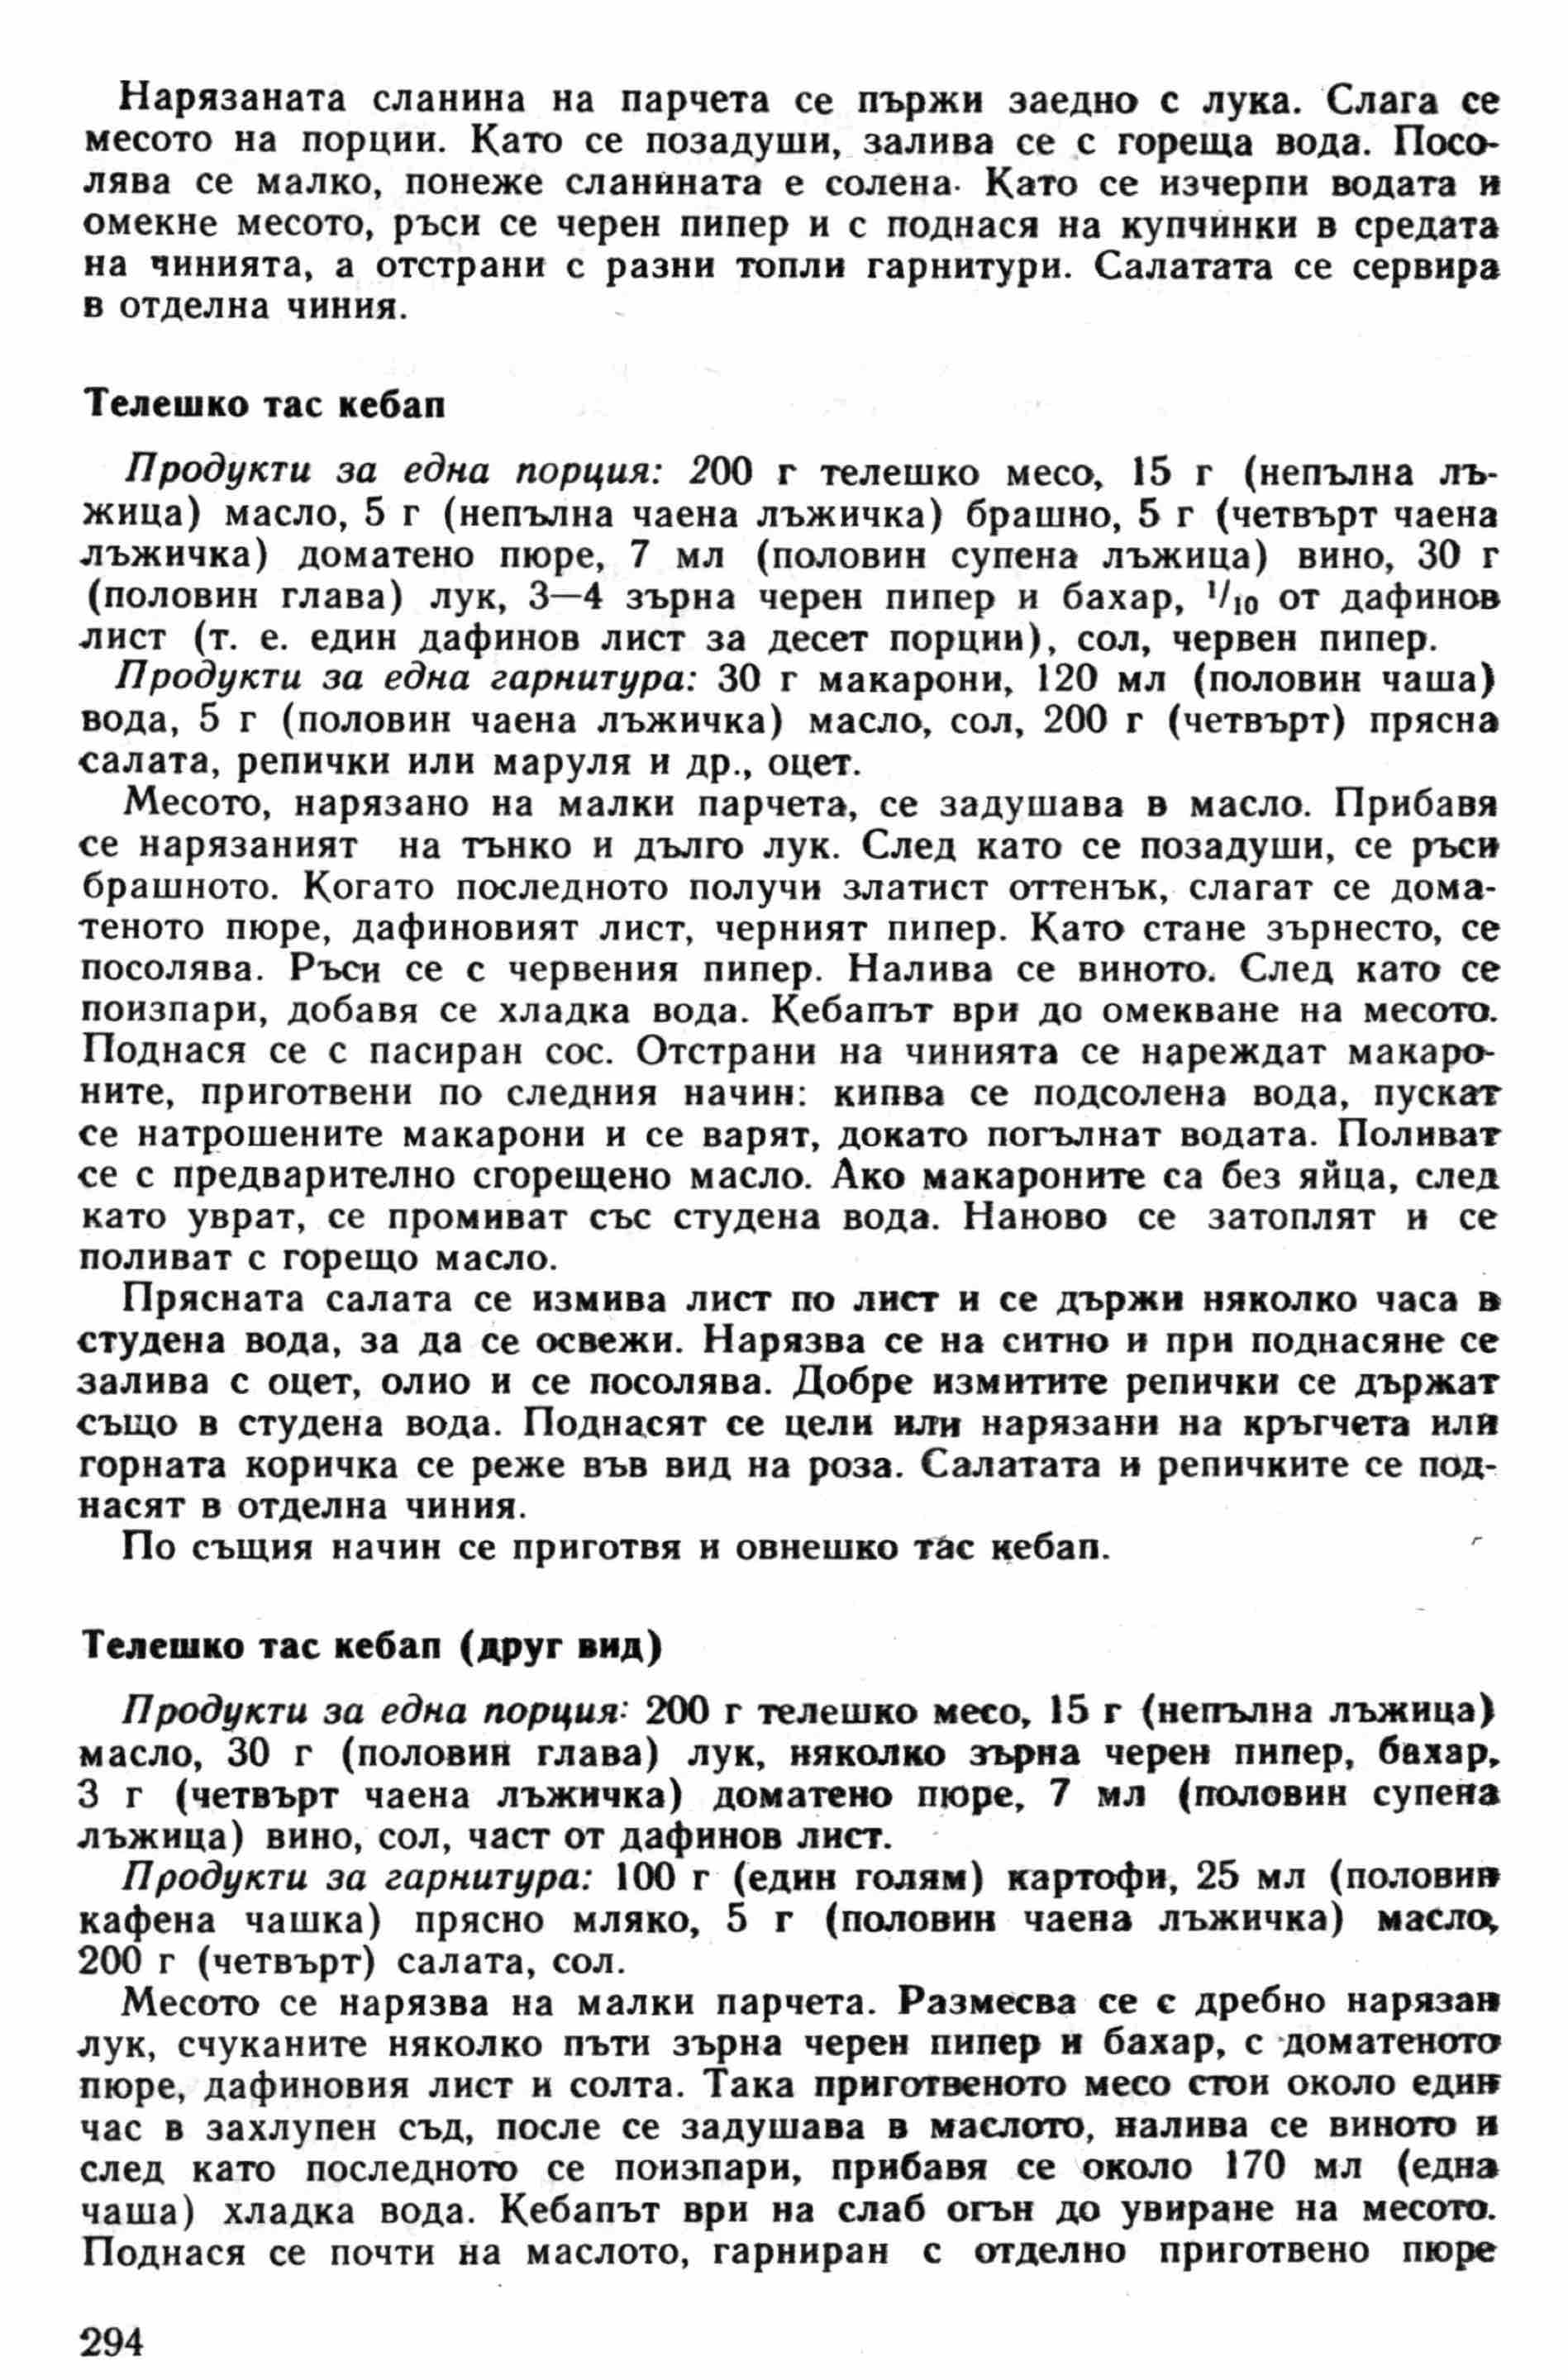 Нарязаната сланина на парчета се пържи заедно с лука. Слага се
месото на порции. Като се позадуши, залива се с гореща вода. Посо-
лява се малко, понеже сланината е солена. Като се изчерпи водата и
омекне месото, ръси се черен пипер и с поднася на купчинки в средата
на чинията, а отстрани с разни топли гарнитури. Салатата се сервира
в отделна чиния.
Телешко тас кебап
Продукти за една порция: 200 г телешко месо, 15 г (непълна лъ-
жица) масло, 5 г (непълна чаена лъжичка) брашно, 5 г (четвърт чаена
лъжичка) доматено пюре, 7 мл (половин супена лъжица) вино, 30 г
(половин глава) лук, 3—4 зърна черен пипер и бахар, 1/10 от дафинов
лист (т. е. един дафинов лист за десет порции), сол, червен пипер.
Продукти за една гарнитура: 30 г макарони, 120 мл (половин чаша)
вода, 5 г (половин чаена лъжичка) масло, сол, 200 г (четвърт) прясна
салата, репички или маруля и др., оцет.
Месото, нарязано на малки парчета, се задушава в масло. Прибавя
се нарязаният на тънко и дълго лук. След като се позадуши, се ръси
брашното. Когато последното получи златист оттенък, слагат се дома-
теното пюре, дафиновият лист, черният пипер. Като стане зърнесто, се
посолява. Ръси се с червения пипер. Налива се виното. След като се
поизпари, добавя се хладка вода. Кебапът ври до омекване на месото.
Поднася се с пасиран сос. Отстрани на чинията се нареждат макаро-
ните, приготвени по следния начин: кипва се подсолена вода, пускат
се натрошените макарони и се варят, докато погълнат водата. Поливат
се с предварително сгорещено масло. Ако макароните са без яйца, след
като уврат, се промиват със студена вода. Наново се затоплят и се
поливат с горещо масло.
Прясната салата се измива лист по лист и се държи няколко часа в
студена вода, за да се освежи. Нарязва се на ситно и при поднасяне се
залива с оцет, олио и се посолява. Добре измитите репички се държат
също в студена вода. Поднасят се цели или нарязани на кръгчета или
горната коричка се реже във вид на роза. Салатата и репичките се под-
насят в отделна чиния.
По същия начин се приготвя и овнешко тас кебап.
Телешко тас кебап (друг вид)
Продукти за една порция: 200 г телешко месо, 15 г (непълна лъжица)
масло, 30 г (половин глава) лук, няколко зърна черен пипер, бахар,
3 г (четвърт чаена лъжичка) доматено пюре, 7 мл (половин супена
лъжица) вино, сол, част от дафинов лист.
Продукти за гарнитура: 100 г (един голям) картофи, 25 мл (половин
кафена чашка) прясно мляко, 5 г (половин чаена лъжичка) масло,
200 г (четвърт) салата, сол.
Месото се нарязва на малки парчета. Размесва се с дребно нарязан
лук, счуканите няколко пъти зърна черен пипер и бахар, с доматеното
пюре, дафиновия лист и солта. Така приготвеното месо стои около един
час в захлупен съд, после се задушава в маслото, налива се виното и
след като последното се поизпари, прибавя се около 170 мл (една
чаша) хладка вода. Кебапът ври на слаб огън до увиране на месото.
Поднася се почти на маслото, гарниран с отделно приготвено пюре
294